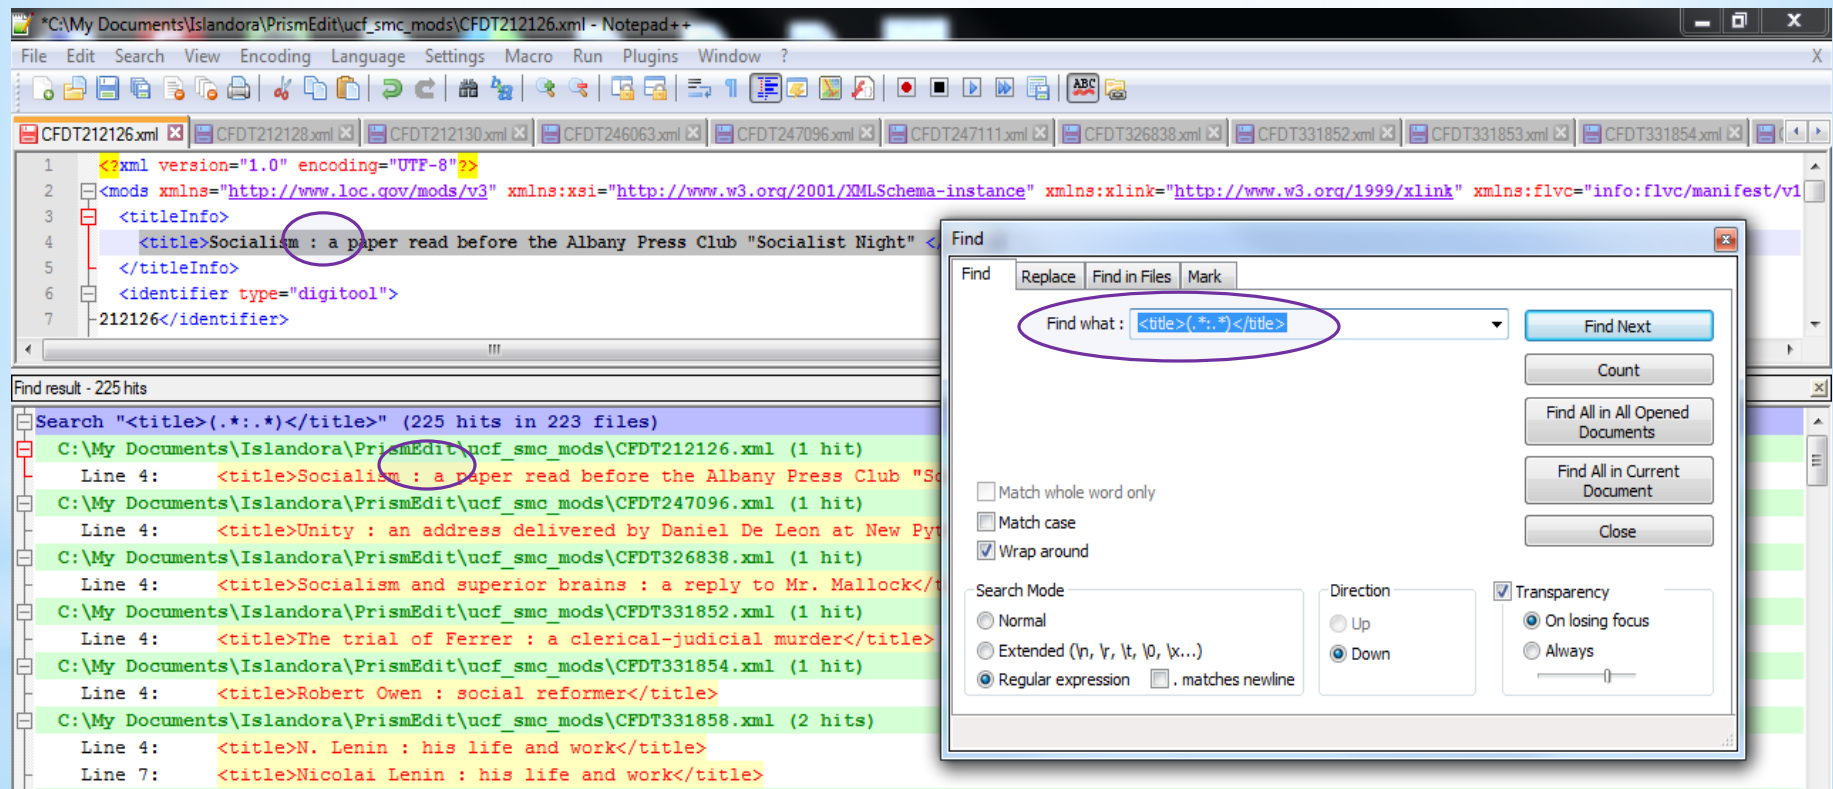 *C:\My Documents\Islandora\PrismEdit\ucf_smc_mods\CFDT212126.xml - Notepad++
File Edit Search View Encoding Language Settings Macro Run Plugins Window ? X
ABC
CFDT212126.xml CFDT212128.xml CFDT212130.xml CFDT246063.xml CFDT247096.xml CFDT247111.xml CFDT326838.xml CFDT331852.xml CFDT331853.xml CFDT331854.xml
1 <?xml version="1.0" encoding="UTF-8"?>
2 <mods xmlns="http://www.loc.gov/mods/v3" xmlns:xsi="http://www.w3.org/2001/XMLSchema-instance" xmlns:xlink="http://www.w3.org/1999/xlink" xmlns:flvc="info:flvc/manifest/v1
3 <titleInfo>
4 <title>Socialism : a paper read before the Albany Press Club "Socialist Night" <
5 </titleInfo>
6 <identifier type="digitool">
7 212126</identifier>
Find result - 225 hits
Search "<title>(.*:.*)</title>" (225 hits in 223 files)
C:\My Documents\Islandora\PrismEdit\ucf_smc_mods\CFDT212126.xml (1 hit)
Line 4: <title>Socialism : a paper read before the Albany Press Club "So
C:\My Documents\Islandora\PrismEdit\ucf_smc_mods\CFDT247096.xml (1 hit)
Line 4: <title>Unity : an address delivered by Daniel De Leon at New Pyt
C:\My Documents\Islandora\PrismEdit\ucf_smc_mods\CFDT326838.xml (1 hit)
Line 4: <title>Socialism and superior brains : a reply to Mr. Mallock</t
C:\My Documents\Islandora\PrismEdit\ucf_smc_mods\CFDT331852.xml (1 hit)
Line 4: <title>The trial of Ferrer : a clerical-judicial murder</title>
C:\My Documents\Islandora\PrismEdit\ucf_smc_mods\CFDT331854.xml (1 hit)
Line 4: <title>Robert Owen : social reformer</title>
C:\My Documents\Islandora\PrismEdit\ucf_smc_mods\CFDT331858.xml (2 hits)
Line 4: <title>N. Lenin : his life and work</title>
Line 7: <title>Nicolai Lenin : his life and work</title>
Find
Find Replace Find in Files Mark
Find what : <title>(.*:.*)</title>
Find Next
Count
Find All in All Opened
Documents
Find All in Current
Document
Close
Match whole word only
Match case
Wrap around
Search Mode
Normal
Extended (\n, \r, \t, \0, \x...)
Regular expression . matches newline
Direction
Up
Down
Transparency
On losing focus
Always